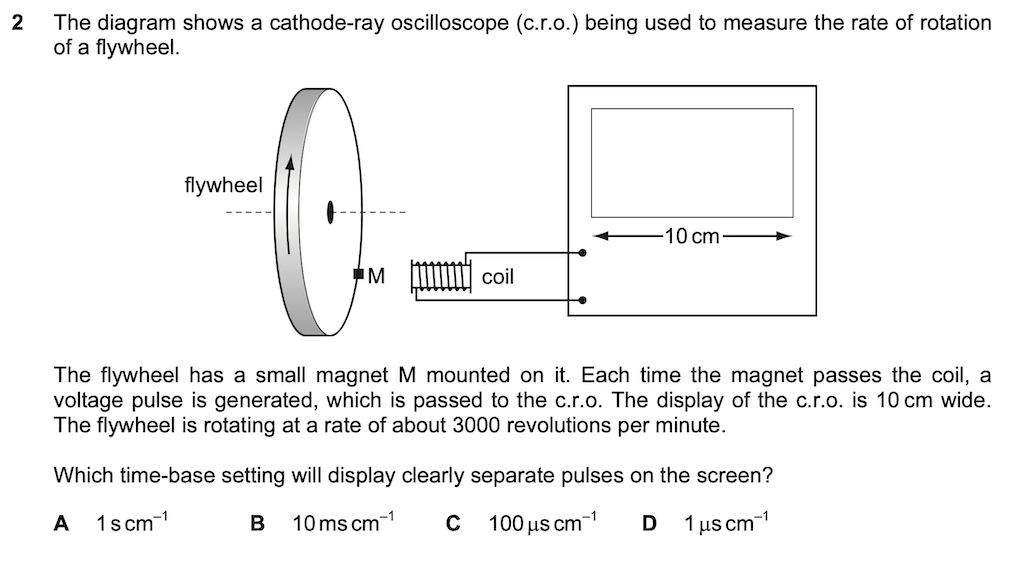 2 The diagram shows a cathode-ray oscilloscope (c.r.o.) being used to measure the rate of rotation
of a flywheel.
flywheel
10 cm
M
coil
The flywheel has a small magnet M mounted on it. Each time the magnet passes the coil, a
voltage pulse is generated, which is passed to the c.r.o. The display of the c.r.o. is 10 cm wide.
The flywheel is rotating at a rate of about 3000 revolutions per minute.
Which time-base setting will display clearly separate pulses on the screen?
A 1 s cm⁻¹ B 10 ms cm⁻¹ C 100 μs cm⁻¹ D 1 μs cm⁻¹